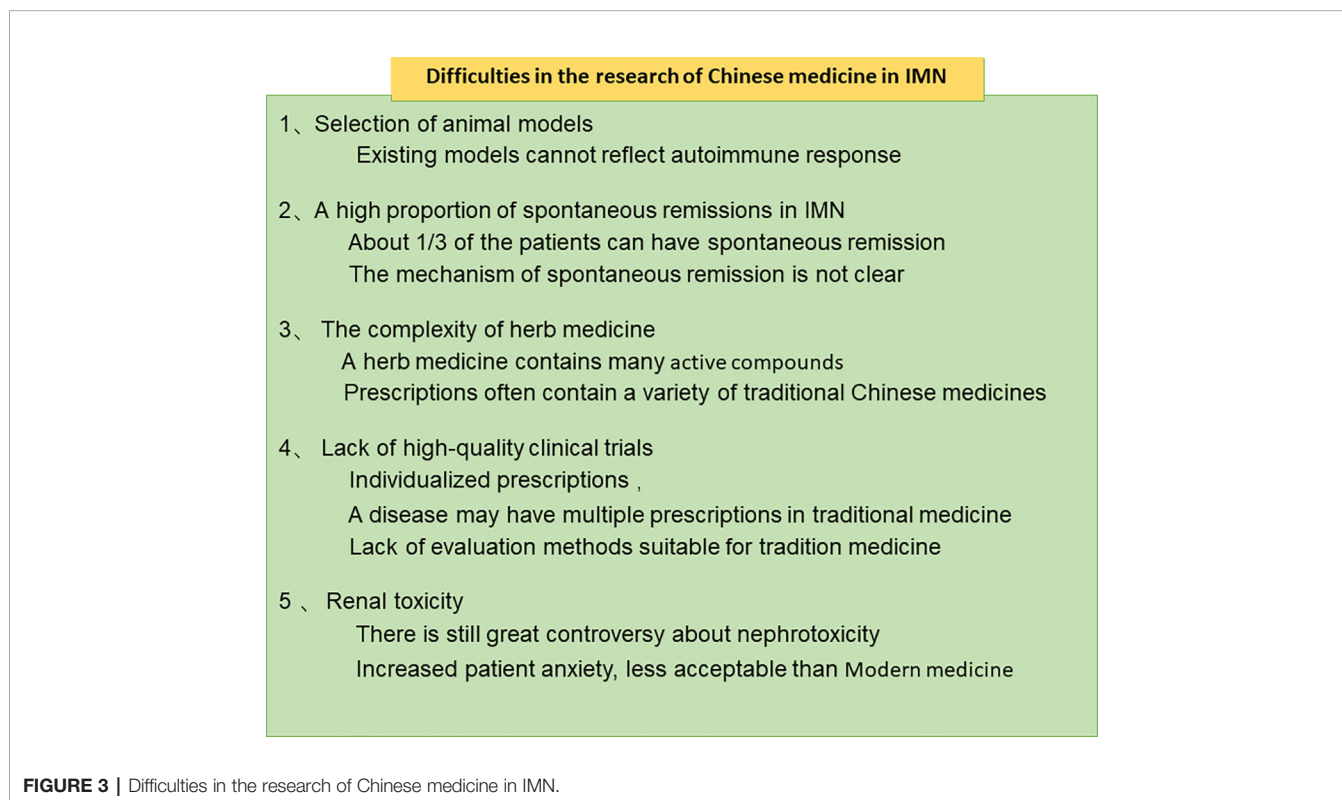 Difficulties in the research of Chinese medicine in IMN
1、Selection of animal models
Existing models cannot reflect autoimmune response
2、A high proportion of spontaneous remissions in IMN
About 1/3 of the patients can have spontaneous remission
The mechanism of spontaneous remission is not clear
3、 The complexity of herb medicine
A herb medicine contains many active compounds
Prescriptions often contain a variety of traditional Chinese medicines
4、 Lack of high-quality clinical trials
Individualized prescriptions ,
A disease may have multiple prescriptions in traditional medicine
Lack of evaluation methods suitable for tradition medicine
5 、 Renal toxicity
There is still great controversy about nephrotoxicity
Increased patient anxiety, less acceptable than Modern medicine
FIGURE 3 | Difficulties in the research of Chinese medicine in IMN.